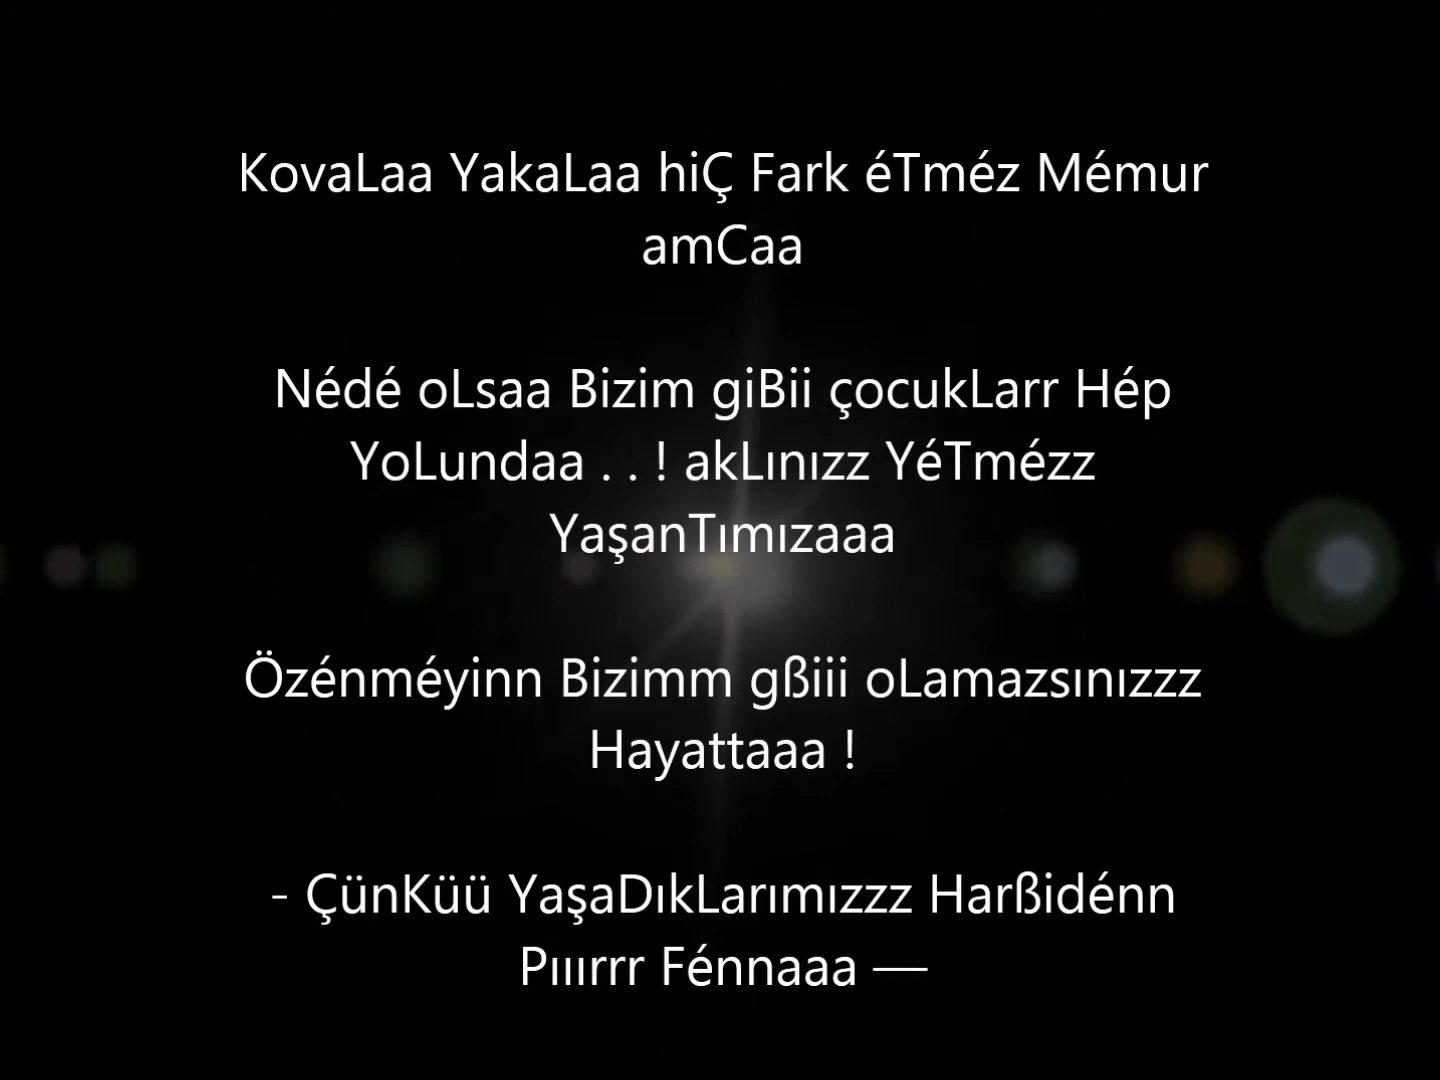 KovaLaa YakaLaa hiÇ Fark éTméz Mémur
amCaa
Nédé oLsaa Bizim giBii çocukLarr Hép
YoLundaa . . ! akLınızz YéTmézz
YaşanTımızaaa
Özénméyinn Bizimm gßiii oLamazsınızzz
Hayattaaa !
- ÇünKüü YaşaDıkLarımızzz Harßidénn
Pıııırrr Fénnaaa —